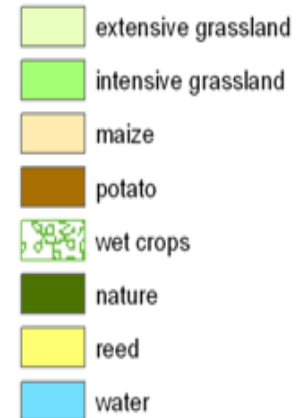 extensive grassland
intensive grassland
maize
potato
wet crops
nature
reed
water